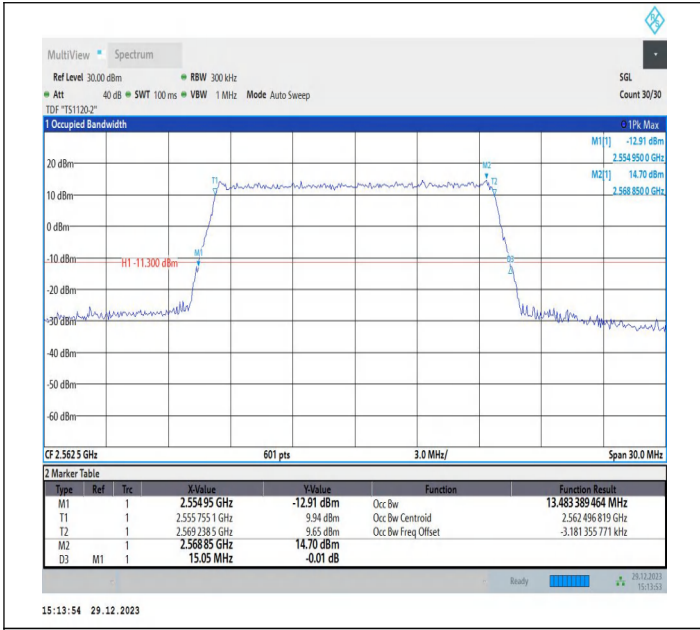 R S
MultiView Spectrum
Ref Level 30.00 dBm RBW 300 kHz SGL
Att 40 dB SWT 100 ms VBW 1 MHz Mode Auto Sweep Count 30/30
TDF "TS1120-2"
1 Occupied Bandwidth 1Pk Max
M1[1] -12.91 dBm
2.554 950 0 GHz
M2[1] 14.70 dBm
2.568 850 0 GHz
20 dBm
M2
T1
T2
10 dBm
0 dBm
M1
-10 dBm
H1 -11.300 dBm
D3
-20 dBm
-30 dBm
-40 dBm
-50 dBm
-60 dBm
CF 2.562 5 GHz 601 pts 3.0 MHz/ Span 30.0 MHz
2 Marker Table
Type Ref Trc X-Value Y-Value Function Function Result
M1 1 2.554 95 GHz -12.91 dBm Occ Bw 13.483 389 464 MHz
T1 1 2.555 755 1 GHz 9.94 dBm Occ Bw Centroid 2.562 496 819 GHz
T2 1 2.569 238 5 GHz 9.65 dBm Occ Bw Freq Offset -3.181 355 771 kHz
M2 1 2.568 85 GHz 14.70 dBm
D3 M1 1 15.05 MHz -0.01 dB
Ready 29.12.2023
15:13:53
15:13:54 29.12.2023